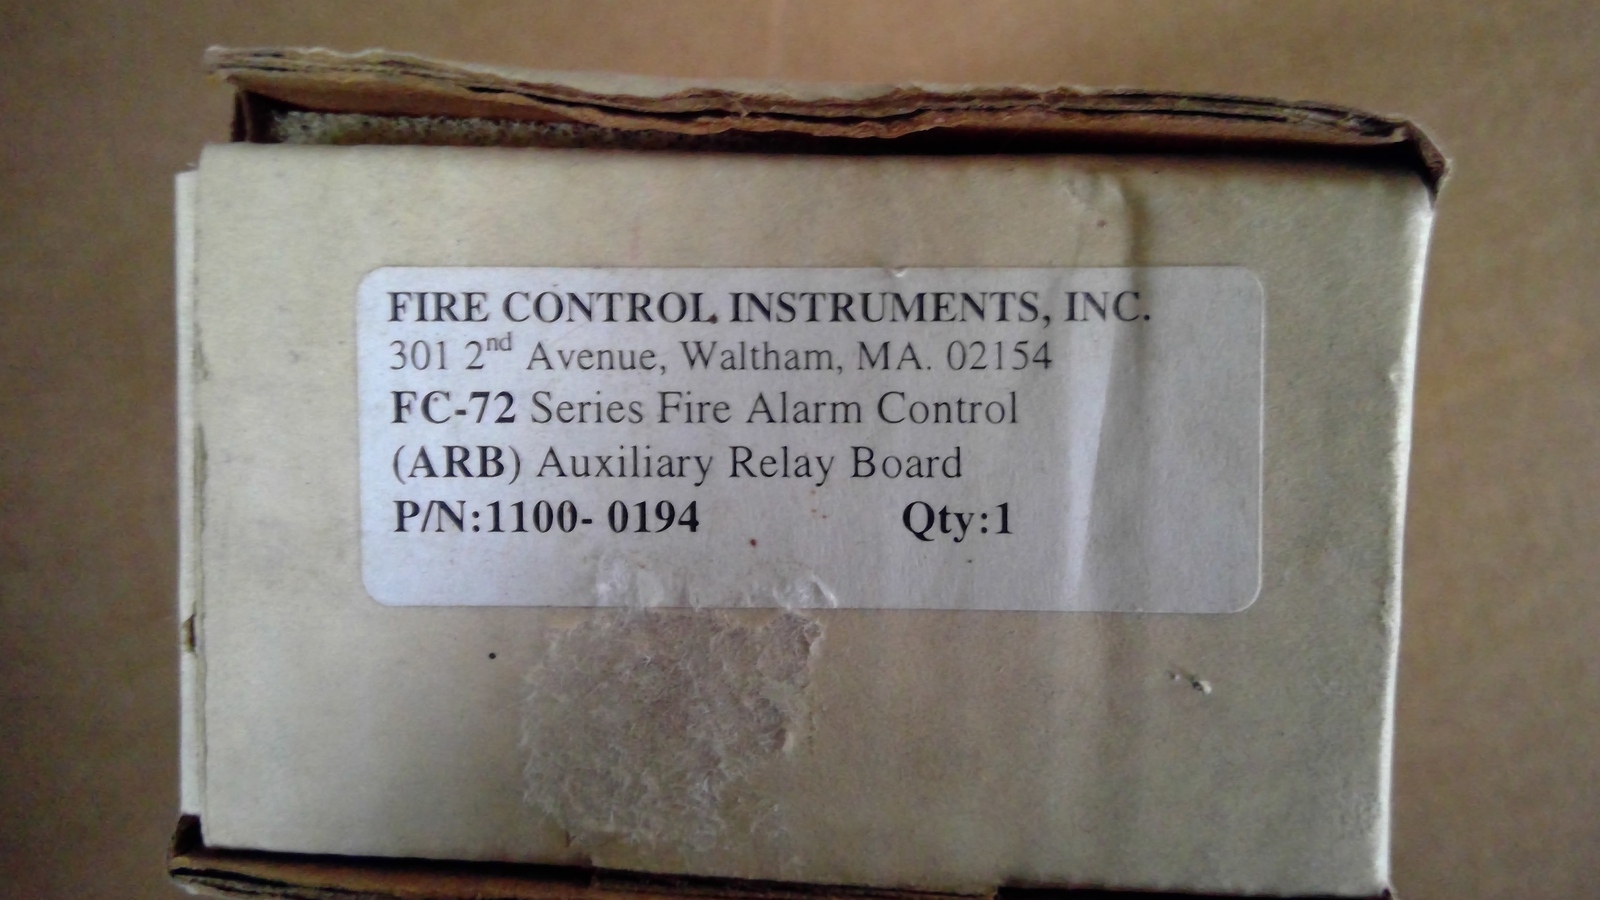 FIRE CONTROL INSTRUMENTS, INC.
301 2nd Avenue, Waltham, MA. 02154
FC-72 Series Fire Alarm Control
(ARB) Auxiliary Relay Board
P/N:1100- 0194 Qty:1